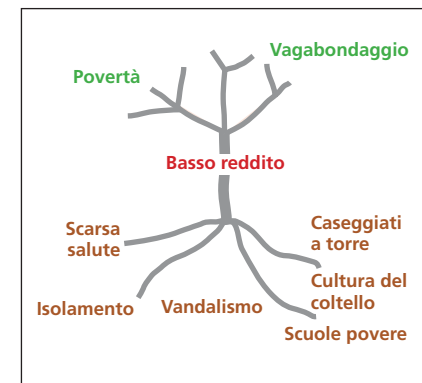 Vagabondaggio
Povertà
Basso reddito
Scarsa
salute
Caseggiati
a torre
Isolamento
Vandalismo
Cultura del
coltello
Scuole povere